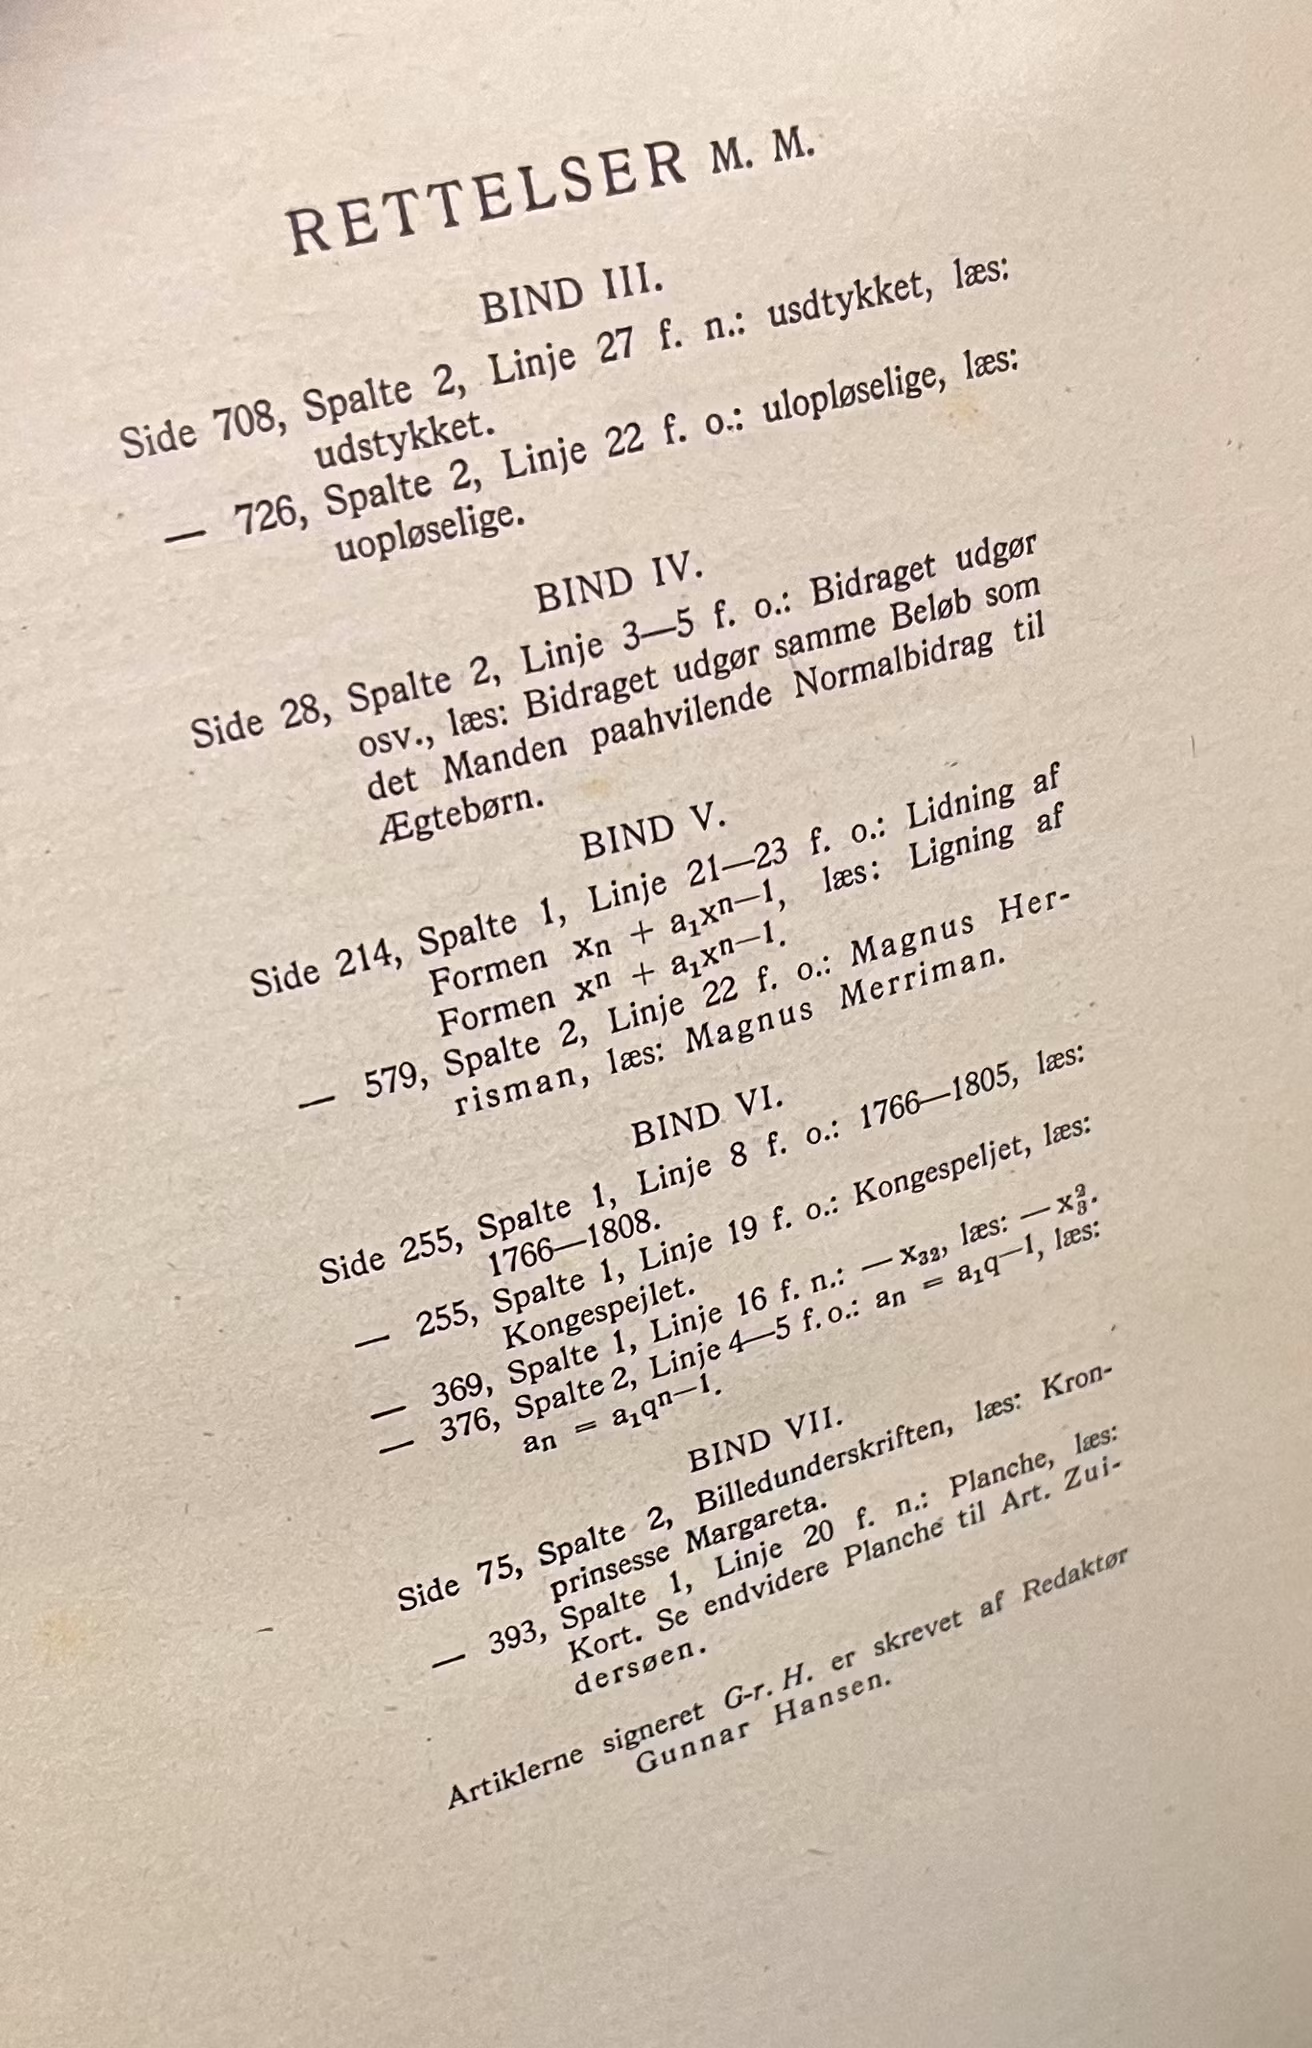 RETTELSER M. M.
BIND III.
Side 708, Spalte 2, Linje 27 f. n.: usdtykket, læs:
udstykket.
— 726, Spalte 2, Linje 22 f. o.: ulopløselige, læs:
uopløselige.
BIND IV.
Side 28, Spalte 2, Linje 3—5 f. o.: Bidraget udgør
osv., læs: Bidraget udgør samme Beløb som
det Manden paahvilende Normalbidrag til
Ægtebørn.
BIND V.
Side 214, Spalte 1, Linje 21—23 f. o.: Lidning af
Formen xₙ + a₁xⁿ⁻¹, læs: Ligning af
Formen xⁿ + a₁xⁿ⁻¹.
— 579, Spalte 2, Linje 22 f. o.: Magnus Her-
risman, læs: Magnus Merriman.
BIND VI.
Side 255, Spalte 1, Linje 8 f. o.: 1766—1805, læs:
1766—1808.
— 255, Spalte 1, Linje 19 f. o.: Kongespeljet, læs:
Kongespejlet.
— 369, Spalte 1, Linje 16 f. n.: — x₃₂, læs: — x₃².
— 376, Spalte 2, Linje 4—5 f. o.: aₙ = a₁q⁻¹, læs:
aₙ = a₁qⁿ⁻¹.
BIND VII.
Side 75, Spalte 2, Billedunderskriften, læs: Kron-
prinsesse Margareta.
— 393, Spalte 1, Linje 20 f. n.: Planche, læs:
Kort. Se endvidere Planche til Art. Zui-
dersøen.
Artiklerne signeret G-r. H. er skrevet af Redaktør
Gunnar Hansen.